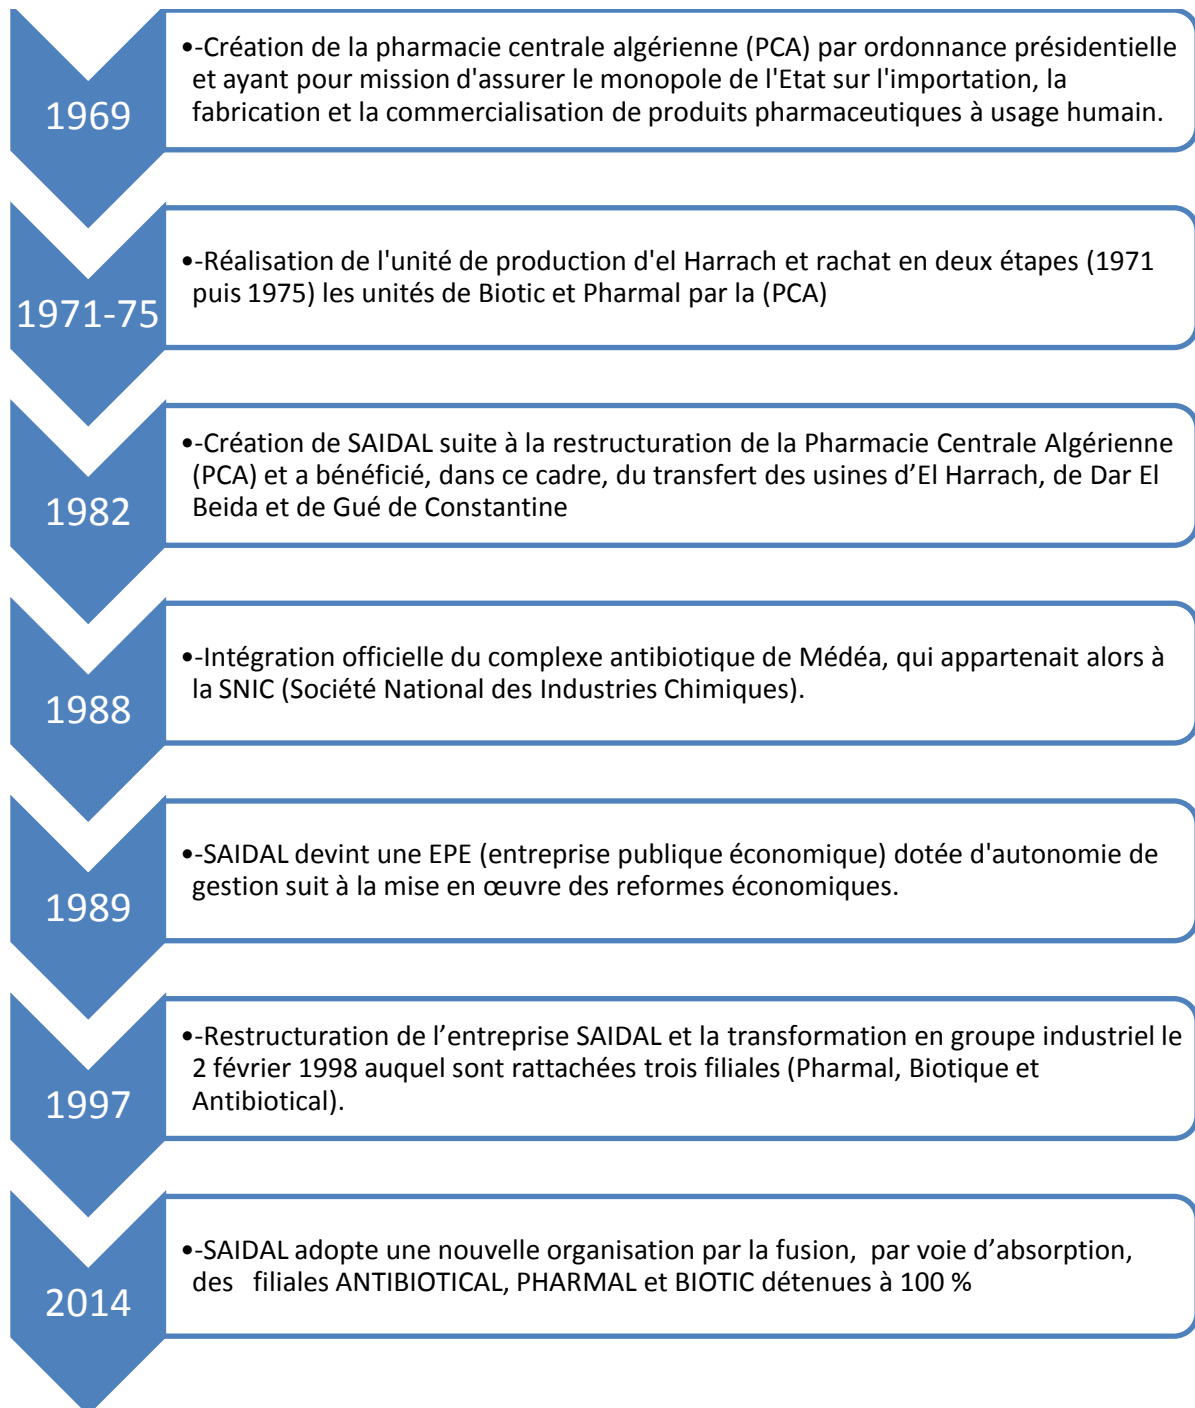 1969
•-Création de la pharmacie centrale algérienne (PCA) par ordonnance présidentielle
et ayant pour mission d'assurer le monopole de l'Etat sur l'importation, la
fabrication et la commercialisation de produits pharmaceutiques à usage humain.
1971-75
•-Réalisation de l'unité de production d'el Harrach et rachat en deux étapes (1971
puis 1975) les unités de Biotic et Pharmal par la (PCA)
1982
•-Création de SAIDAL suite à la restructuration de la Pharmacie Centrale Algérienne
(PCA) et a bénéficié, dans ce cadre, du transfert des usines d’El Harrach, de Dar El
Beida et de Gué de Constantine
1988
•-Intégration officielle du complexe antibiotique de Médéa, qui appartenait alors à
la SNIC (Société National des Industries Chimiques).
1989
•-SAIDAL devint une EPE (entreprise publique économique) dotée d'autonomie de
gestion suit à la mise en œuvre des reformes économiques.
1997
•-Restructuration de l’entreprise SAIDAL et la transformation en groupe industriel le
2 février 1998 auquel sont rattachées trois filiales (Pharmal, Biotique et
Antibiotical).
2014
•-SAIDAL adopte une nouvelle organisation par la fusion, par voie d’absorption,
des filiales ANTIBIOTICAL, PHARMAL et BIOTIC détenues à 100 %